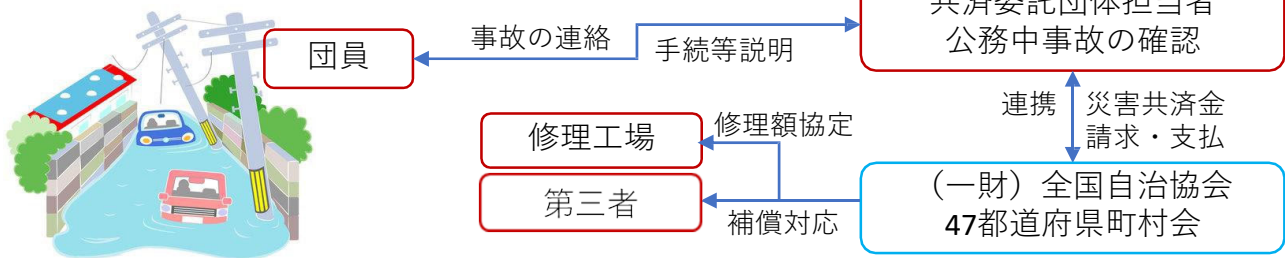 共済委託団体担当者
公務中事故の確認
団員
事故の連絡
手続等説明
連携
災害共済金
請求・支払
修理工場
修理額協定
第三者
補償対応
（一財）全国自治協会
47都道府県町村会